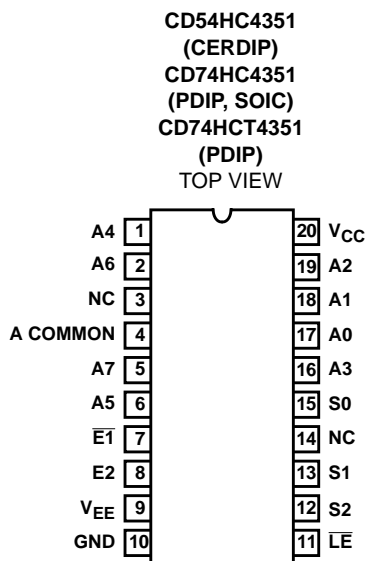 CD54HC4351
(CERDIP)
CD74HC4351
(PDIP, SOIC)
CD74HCT4351
(PDIP)
TOP VIEW
A4 1 20 VCC
A6 2 19 A2
NC 3 18 A1
A COMMON 4 17 A0
A7 5 16 A3
A5 6 15 S0
E1 7 14 NC
E2 8 13 S1
VEE 9 12 S2
GND 10 11 LE